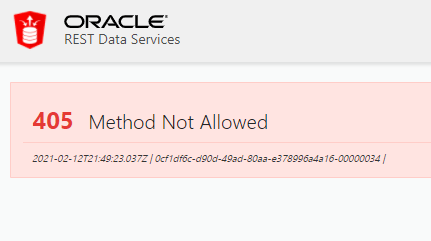 ORACLE
REST Data Services
405 Method Not Allowed
2021-02-12T21:49:23.037Z | 0cf1df6c-d90d-49ad-80aa-e378996a4a16-00000034 |